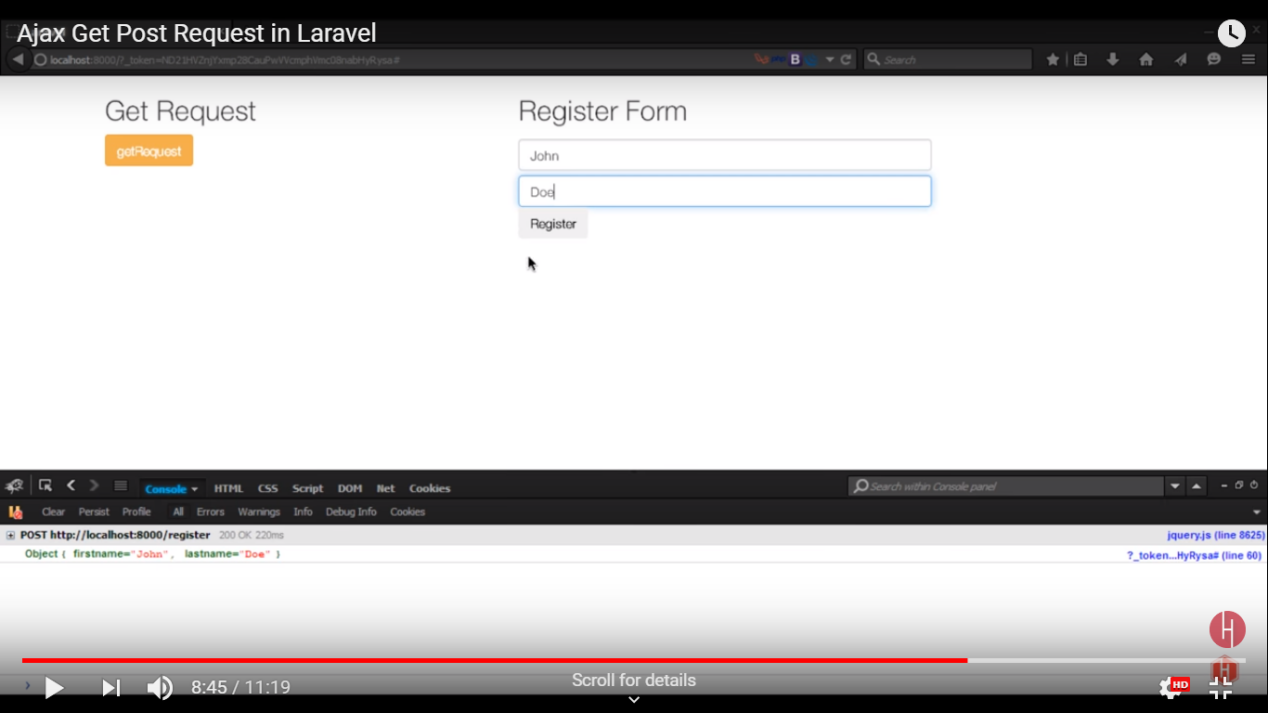 Ajax Get Post Request in Laravel
Search
Get Request
Register Form
getRequest
John
Doe
Register
Console HTML CSS Script DOM Net Cookies
Search within Console panel
Clear Persist Profile All Errors Warnings Info Debug Info Cookies
POST http://localhost:8000/register 200 OK 220ms
jquery.js (line 8625)
Object { firstname="John", lastname="Doe" }
?_token...HyRysa# (line 60)
Scroll for details
8:45 / 11:19
HD